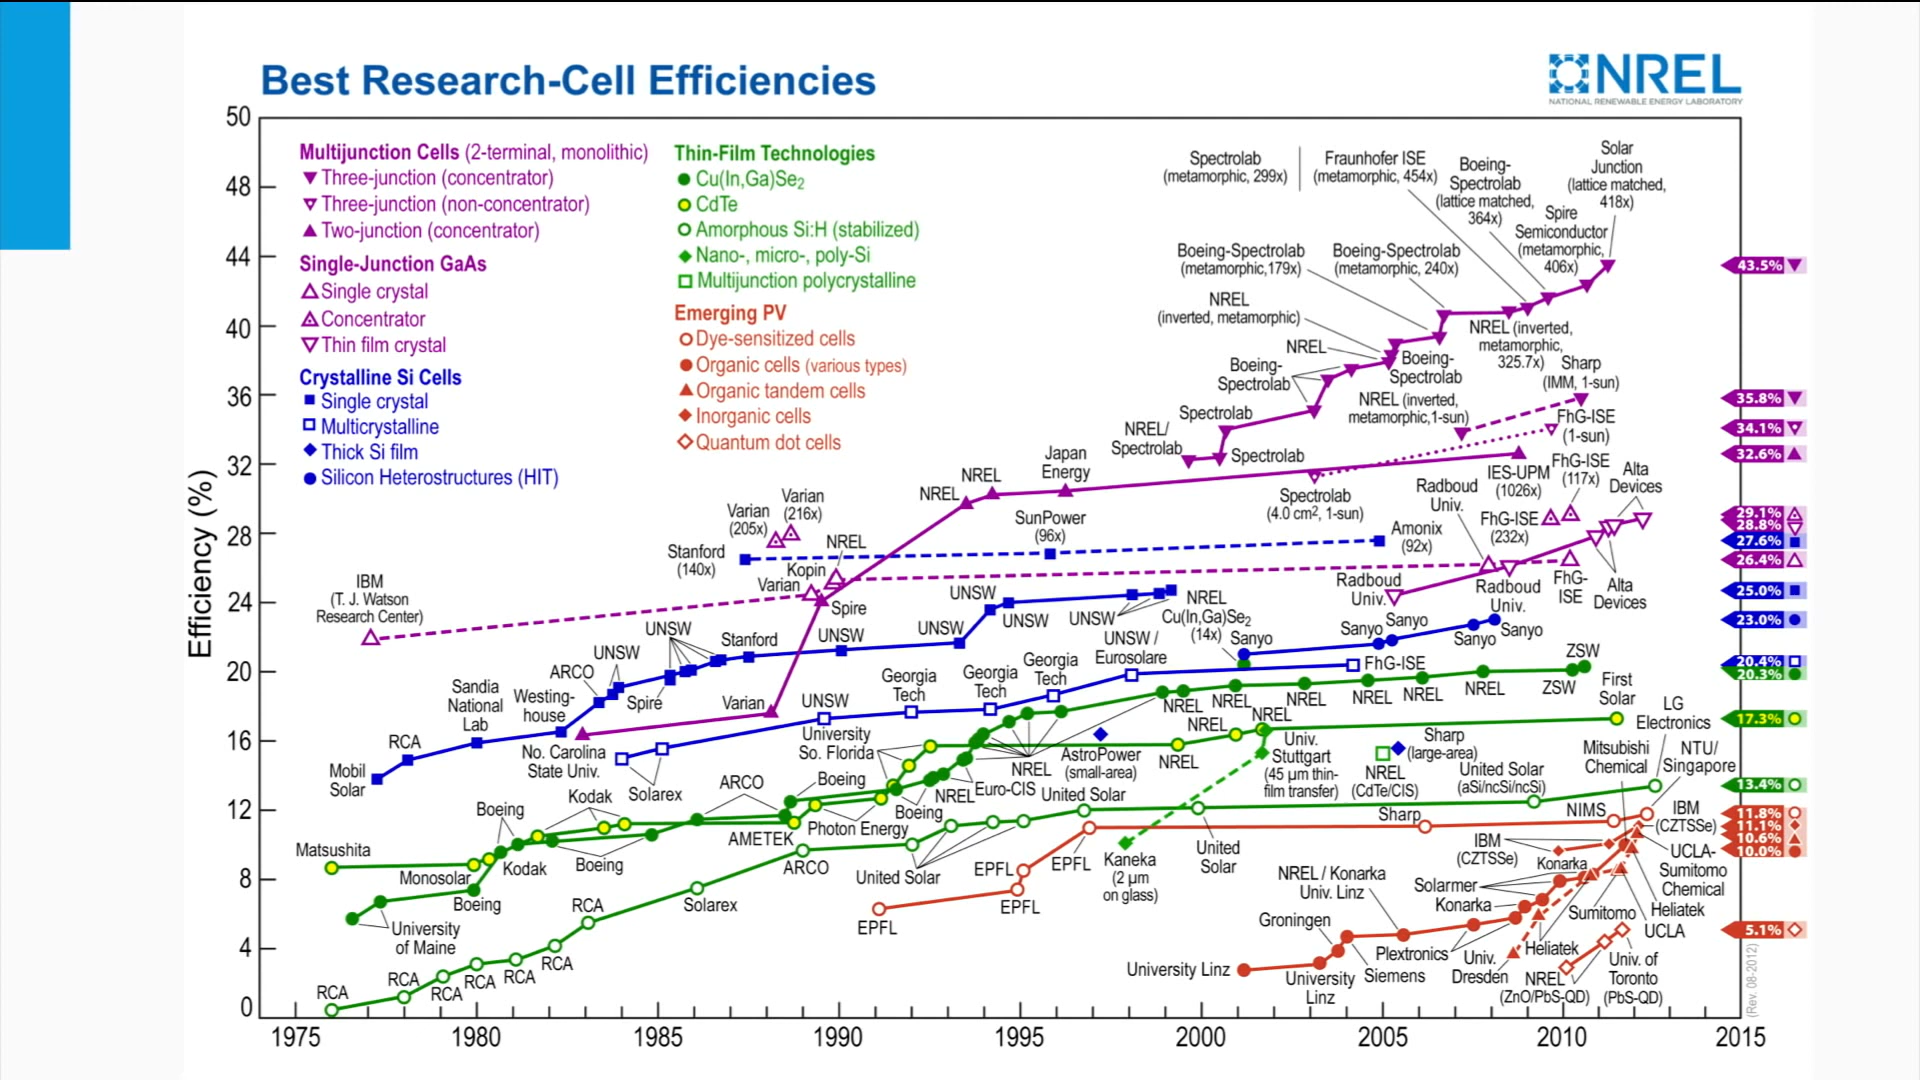 Best Research-Cell Efficiencies
NREL
NATIONAL RENEWABLE ENERGY LABORATORY
Efficiency (%)
50
48
44
40
36
32
28
24
20
16
12
8
4
0
Multijunction Cells (2-terminal, monolithic)
Three-junction (concentrator)
Three-junction (non-concentrator)
Two-junction (concentrator)
Single-Junction GaAs
Single crystal
Concentrator
Thin film crystal
Crystalline Si Cells
Single crystal
Multicrystalline
Thick Si film
Silicon Heterostructures (HIT)
Thin-Film Technologies
Cu(In,Ga)Se2
CdTe
Amorphous Si:H (stabilized)
Nano-, micro-, poly-Si
Multijunction polycrystalline
Emerging PV
Dye-sensitized cells
Organic cells (various types)
Organic tandem cells
Inorganic cells
Quantum dot cells
Spectrolab
(metamorphic, 299x)
Fraunhofer ISE
(metamorphic, 454x)
Boeing-
Spectrolab
(lattice matched,
364x)
Solar
Junction
(lattice matched,
418x)
Spire
Semiconductor
(metamorphic,
406x)
Boeing-Spectrolab
(metamorphic,179x)
Boeing-Spectrolab
(metamorphic, 240x)
NREL
(inverted, metamorphic)
NREL
Boeing-
Spectrolab
Boeing-
Spectrolab
NREL (inverted,
metamorphic,
325.7x)
Sharp
(IMM, 1-sun)
NREL (inverted,
metamorphic,1-sun)
FhG-ISE
(1-sun)
Spectrolab
NREL/
Spectrolab
Spectrolab
Japan
Energy
NREL
NREL
Spectrolab
(4.0 cm2, 1-sun)
IES-UPM
(1026x)
FhG-ISE
(117x)
Alta
Devices
Radboud
Univ.
FhG-ISE
(232x)
Varian
(216x)
Varian
(205x)
SunPower
(96x)
Amonix
(92x)
NREL
Stanford
(140x)
Kopin
Varian
Spire
IBM
(T. J. Watson
Research Center)
Radboud
Univ.
Radboud
Univ.
FhG-
ISE
Alta
Devices
UNSW
UNSW
UNSW
NREL
Cu(In,Ga)Se2
(14x)
UNSW
Stanford
UNSW
UNSW
UNSW /
Eurosolare
Sanyo
Sanyo
Sanyo
Sanyo
Sanyo
UNSW
ARCO
Spire
Georgia
Tech
Georgia
Tech
Georgia
Tech
FhG-ISE
ZSW
ZSW
Sandia
National
Lab
Westing-
house
Varian
UNSW
NREL
NREL
NREL
NREL
NREL
NREL
First
Solar
RCA
Mobil
Solar
No. Carolina
State Univ.
Solarex
University
So. Florida
NREL
NREL
NREL
AstroPower
(small-area)
Univ.
Stuttgart
(45 µm thin-
film transfer)
Sharp
(large-area)
NREL
(CdTe/CIS)
LG
Electronics
Mitsubishi
Chemical
NTU/
Singapore
ARCO
Boeing
NREL
Euro-CIS
Boeing
NREL
United Solar
United Solar
(aSi/ncSi/ncSi)
Kodak
Boeing
AMETEK
Photon Energy
Sharp
NIMS
IBM
(CZTSSe)
Matsushita
Monosolar
Kodak
Boeing
ARCO
United Solar
EPFL
EPFL
Kaneka
(2 µm
on glass)
United
Solar
IBM
(CZTSSe)
Konarka
UCLA-
Sumitomo
Chemical
Boeing
University
of Maine
RCA
Solarex
EPFL
EPFL
NREL / Konarka
Univ. Linz
Solarmer
Konarka
Sumitomo
Heliatek
UCLA
Groningen
Plextronics
Heliatek
University Linz
University
Linz
Siemens
Univ.
Dresden
NREL
(ZnO/PbS-QD)
Univ. of
Toronto
(PbS-QD)
RCA
RCA
RCA
RCA
RCA
RCA
43.5%
35.8%
34.1%
32.6%
29.1%
28.8%
27.6%
26.4%
25.0%
23.0%
20.4%
20.3%
17.3%
13.4%
11.8%
11.1%
10.6%
10.0%
5.1%
(Rev. 08-2012)
1975
1980
1985
1990
1995
2000
2005
2010
2015